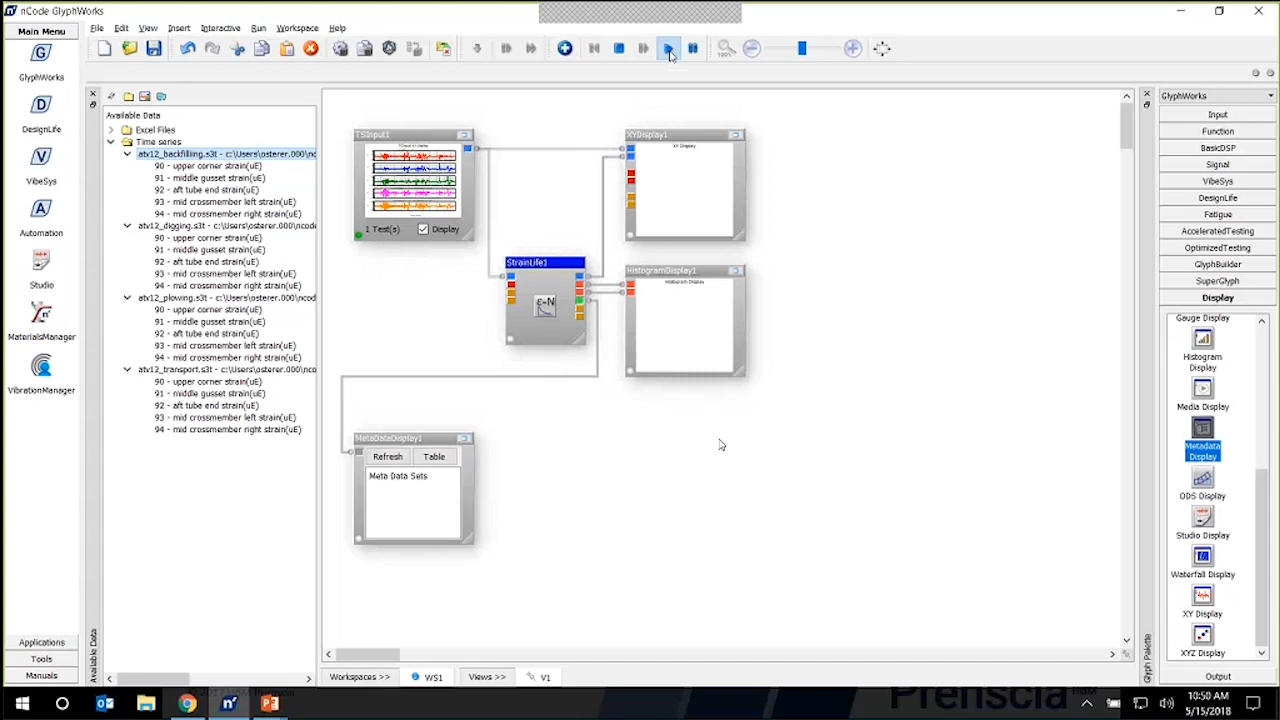 nCode GlyphWorks
Main Menu
File Edit View Insert Interactive Run Workspace Help
GlyphWorks
DesignLife
VibeSys
Automation
Studio
MaterialsManager
VibrationManager
Applications
Tools
Manuals
Available Data
Available Data
Excel Files
Time series
atv12_backfilling.s3t - c:\Users\osterer.000\nco
90 - upper corner strain(uE)
91 - middle gusset strain(uE)
92 - aft tube end strain(uE)
93 - mid crossmember left strain(uE)
94 - mid crossmember right strain(uE)
atv12_digging.s3t - c:\Users\osterer.000\ncode
90 - upper corner strain(uE)
91 - middle gusset strain(uE)
92 - aft tube end strain(uE)
93 - mid crossmember left strain(uE)
94 - mid crossmember right strain(uE)
atv12_plowing.s3t - c:\Users\osterer.000\ncod
90 - upper corner strain(uE)
91 - middle gusset strain(uE)
92 - aft tube end strain(uE)
93 - mid crossmember left strain(uE)
94 - mid crossmember right strain(uE)
atv12_transport.s3t - c:\Users\osterer.000\nco
90 - upper corner strain(uE)
91 - middle gusset strain(uE)
92 - aft tube end strain(uE)
93 - mid crossmember left strain(uE)
94 - mid crossmember right strain(uE)
100%
TSInput1
1 Test(s)
Display
StrainLife1
ε-N
XYDisplay1
XY Display
HistogramDisplay1
Histogram Display
MetaDataDisplay1
Refresh
Table
Meta Data Sets
Workspaces >>
WS1
Views >>
V1
Glyph Palette
GlyphWorks
Input
Function
BasicDSP
Signal
VibeSys
DesignLife
Fatigue
AcceleratedTesting
OptimizedTesting
GlyphBuilder
SuperGlyph
Display
Gauge Display
Histogram
Display
Media Display
Metadata
Display
ODS Display
Studio Display
Waterfall Display
XY Display
XYZ Display
Output
Prenscia
10:50 AM
5/15/2018